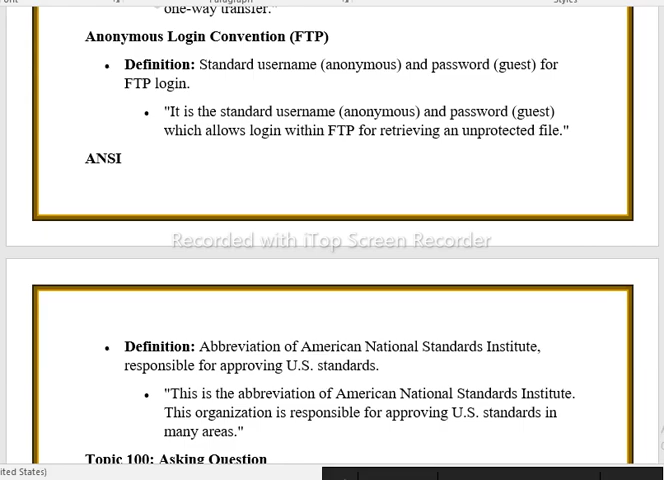 Paragraph
Styles
one-way transfer."
Anonymous Login Convention (FTP)
• Definition: Standard username (anonymous) and password (guest) for
FTP login.
• "It is the standard username (anonymous) and password (guest)
which allows login within FTP for retrieving an unprotected file."
ANSI
Recorded with iTop Screen Recorder
• Definition: Abbreviation of American National Standards Institute,
responsible for approving U.S. standards.
• "This is the abbreviation of American National Standards Institute.
This organization is responsible for approving U.S. standards in
many areas."
Topic 100: Asking Question
ited States)